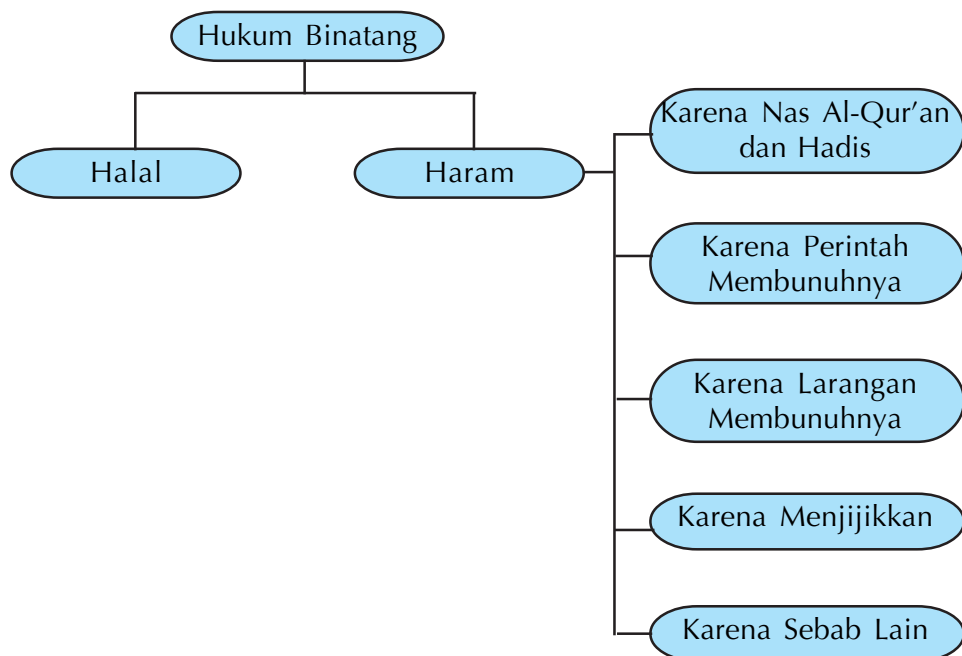 Hukum Binatang
Halal
Haram
Karena Nas Al-Qur’an
dan Hadis
Karena Perintah
Membunuhnya
Karena Larangan
Membunuhnya
Karena Menjijikkan
Karena Sebab Lain